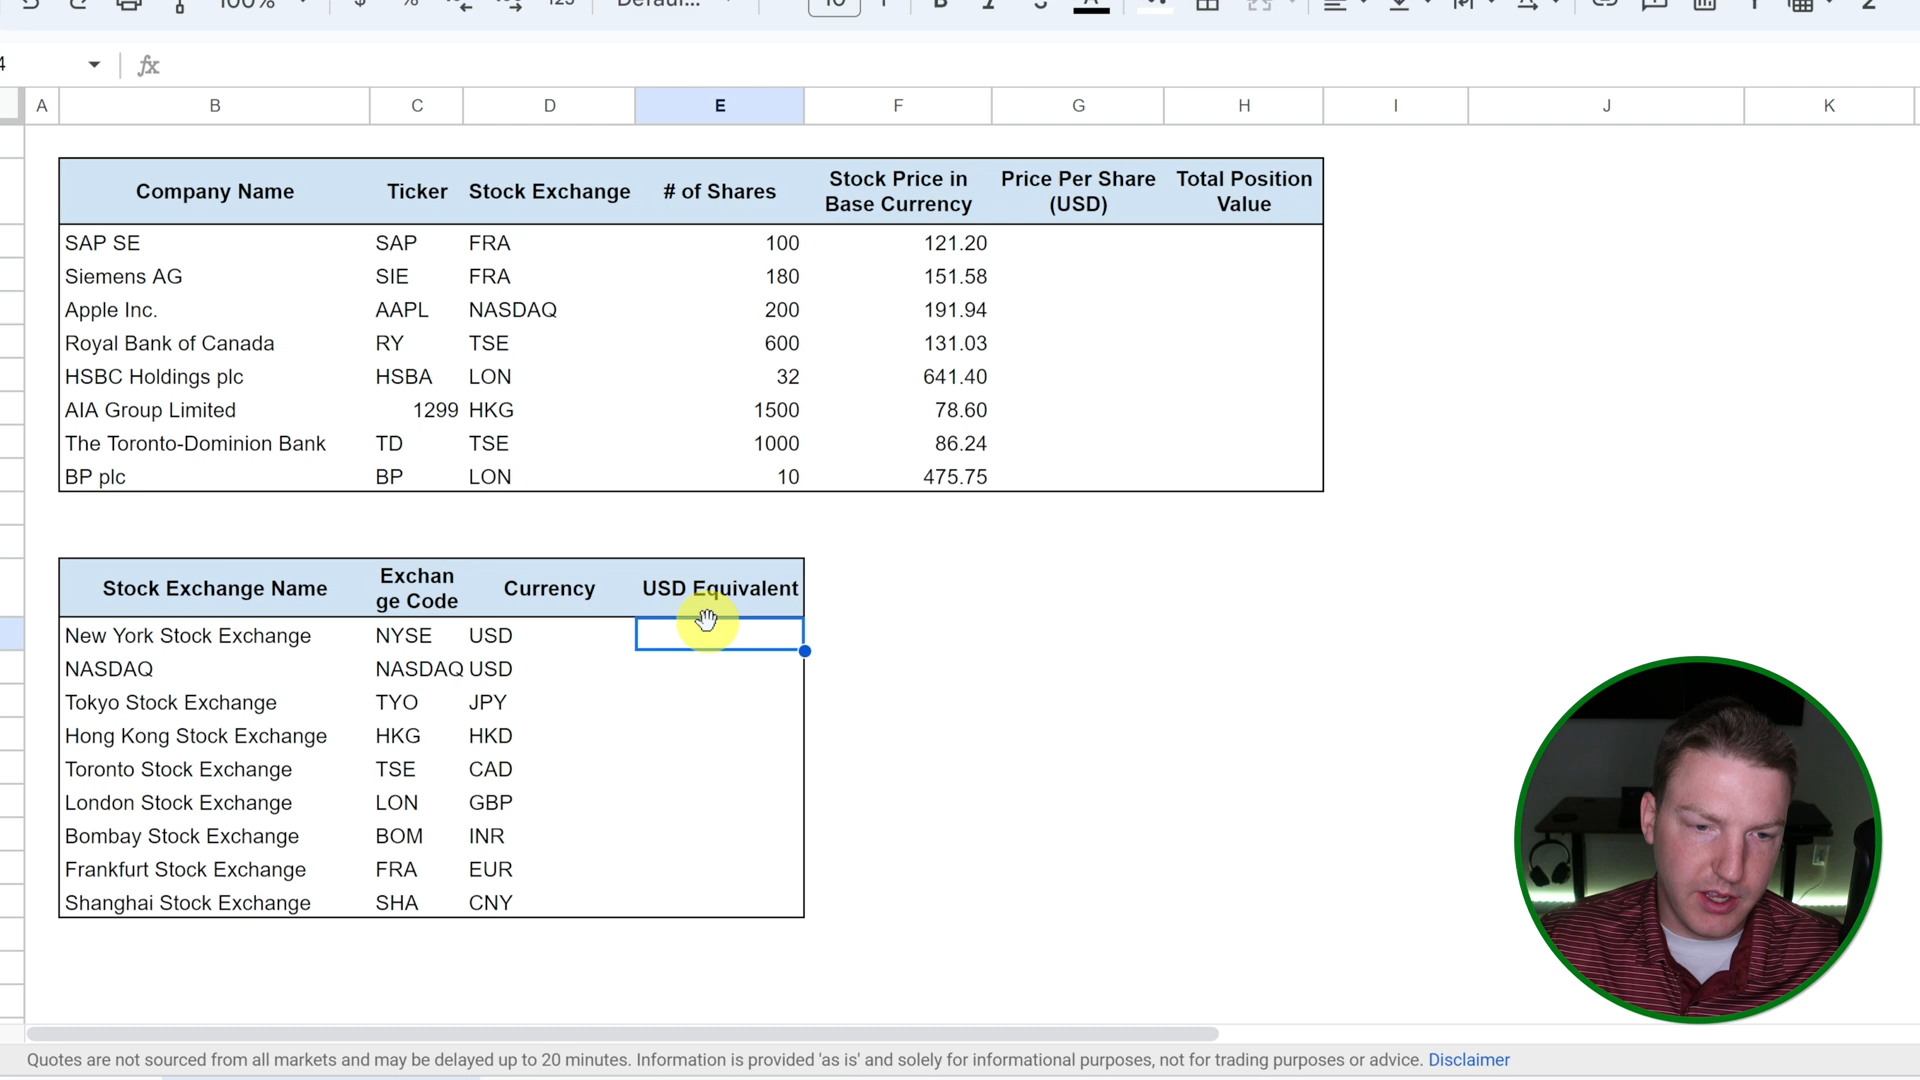 100%
$
%
123
Defaul...
10
B
A
4
fx
A B C D E F G H I J K
Company Name Ticker Stock Exchange # of Shares Stock Price in Base Currency Price Per Share (USD) Total Position Value
SAP SE SAP FRA 100 121.20
Siemens AG SIE FRA 180 151.58
Apple Inc. AAPL NASDAQ 200 191.94
Royal Bank of Canada RY TSE 600 131.03
HSBC Holdings plc HSBA LON 32 641.40
AIA Group Limited 1299 HKG 1500 78.60
The Toronto-Dominion Bank TD TSE 1000 86.24
BP plc BP LON 10 475.75
Stock Exchange Name Exchan ge Code Currency USD Equivalent
New York Stock Exchange NYSE USD
NASDAQ NASDAQ USD
Tokyo Stock Exchange TYO JPY
Hong Kong Stock Exchange HKG HKD
Toronto Stock Exchange TSE CAD
London Stock Exchange LON GBP
Bombay Stock Exchange BOM INR
Frankfurt Stock Exchange FRA EUR
Shanghai Stock Exchange SHA CNY
Quotes are not sourced from all markets and may be delayed up to 20 minutes. Information is provided 'as is' and solely for informational purposes, not for trading purposes or advice. Disclaimer